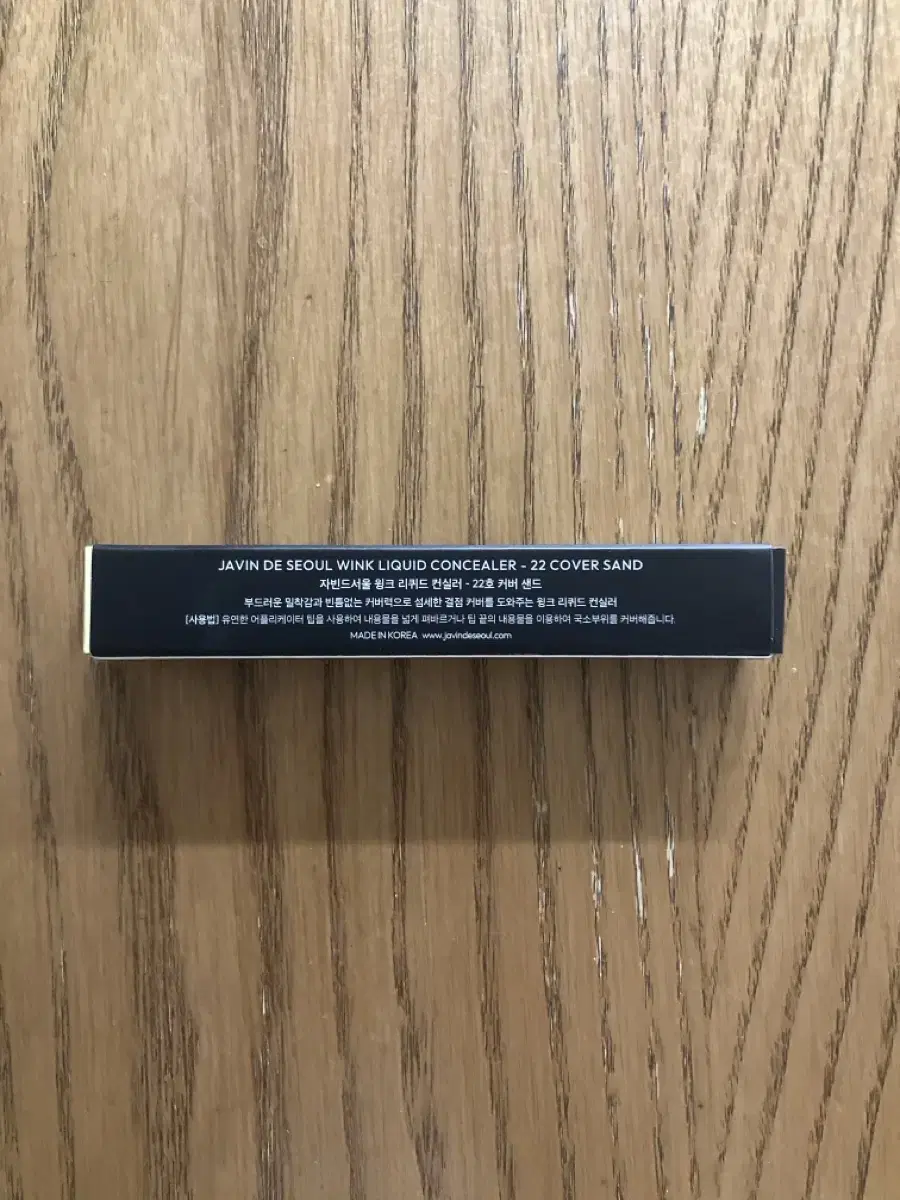 JAVIN DE SEOUL WINK LIQUID CONCEALER - 22 COVER SAND
자빈드서울 윙크 리퀴드 컨실러 - 22호 커버 샌드
부드러운 밀착감과 빈틈없는 커버력으로 섬세한 결점 커버를 도와주는 윙크 리퀴드 컨실러
[사용법] 유연한 어플리케이터 팁을 사용하여 내용물을 넓게 펴바르거나 팁 끝의 내용물을 이용하여 국소부위를 커버해줍니다.
MADE IN KOREA www.javindeseoul.com